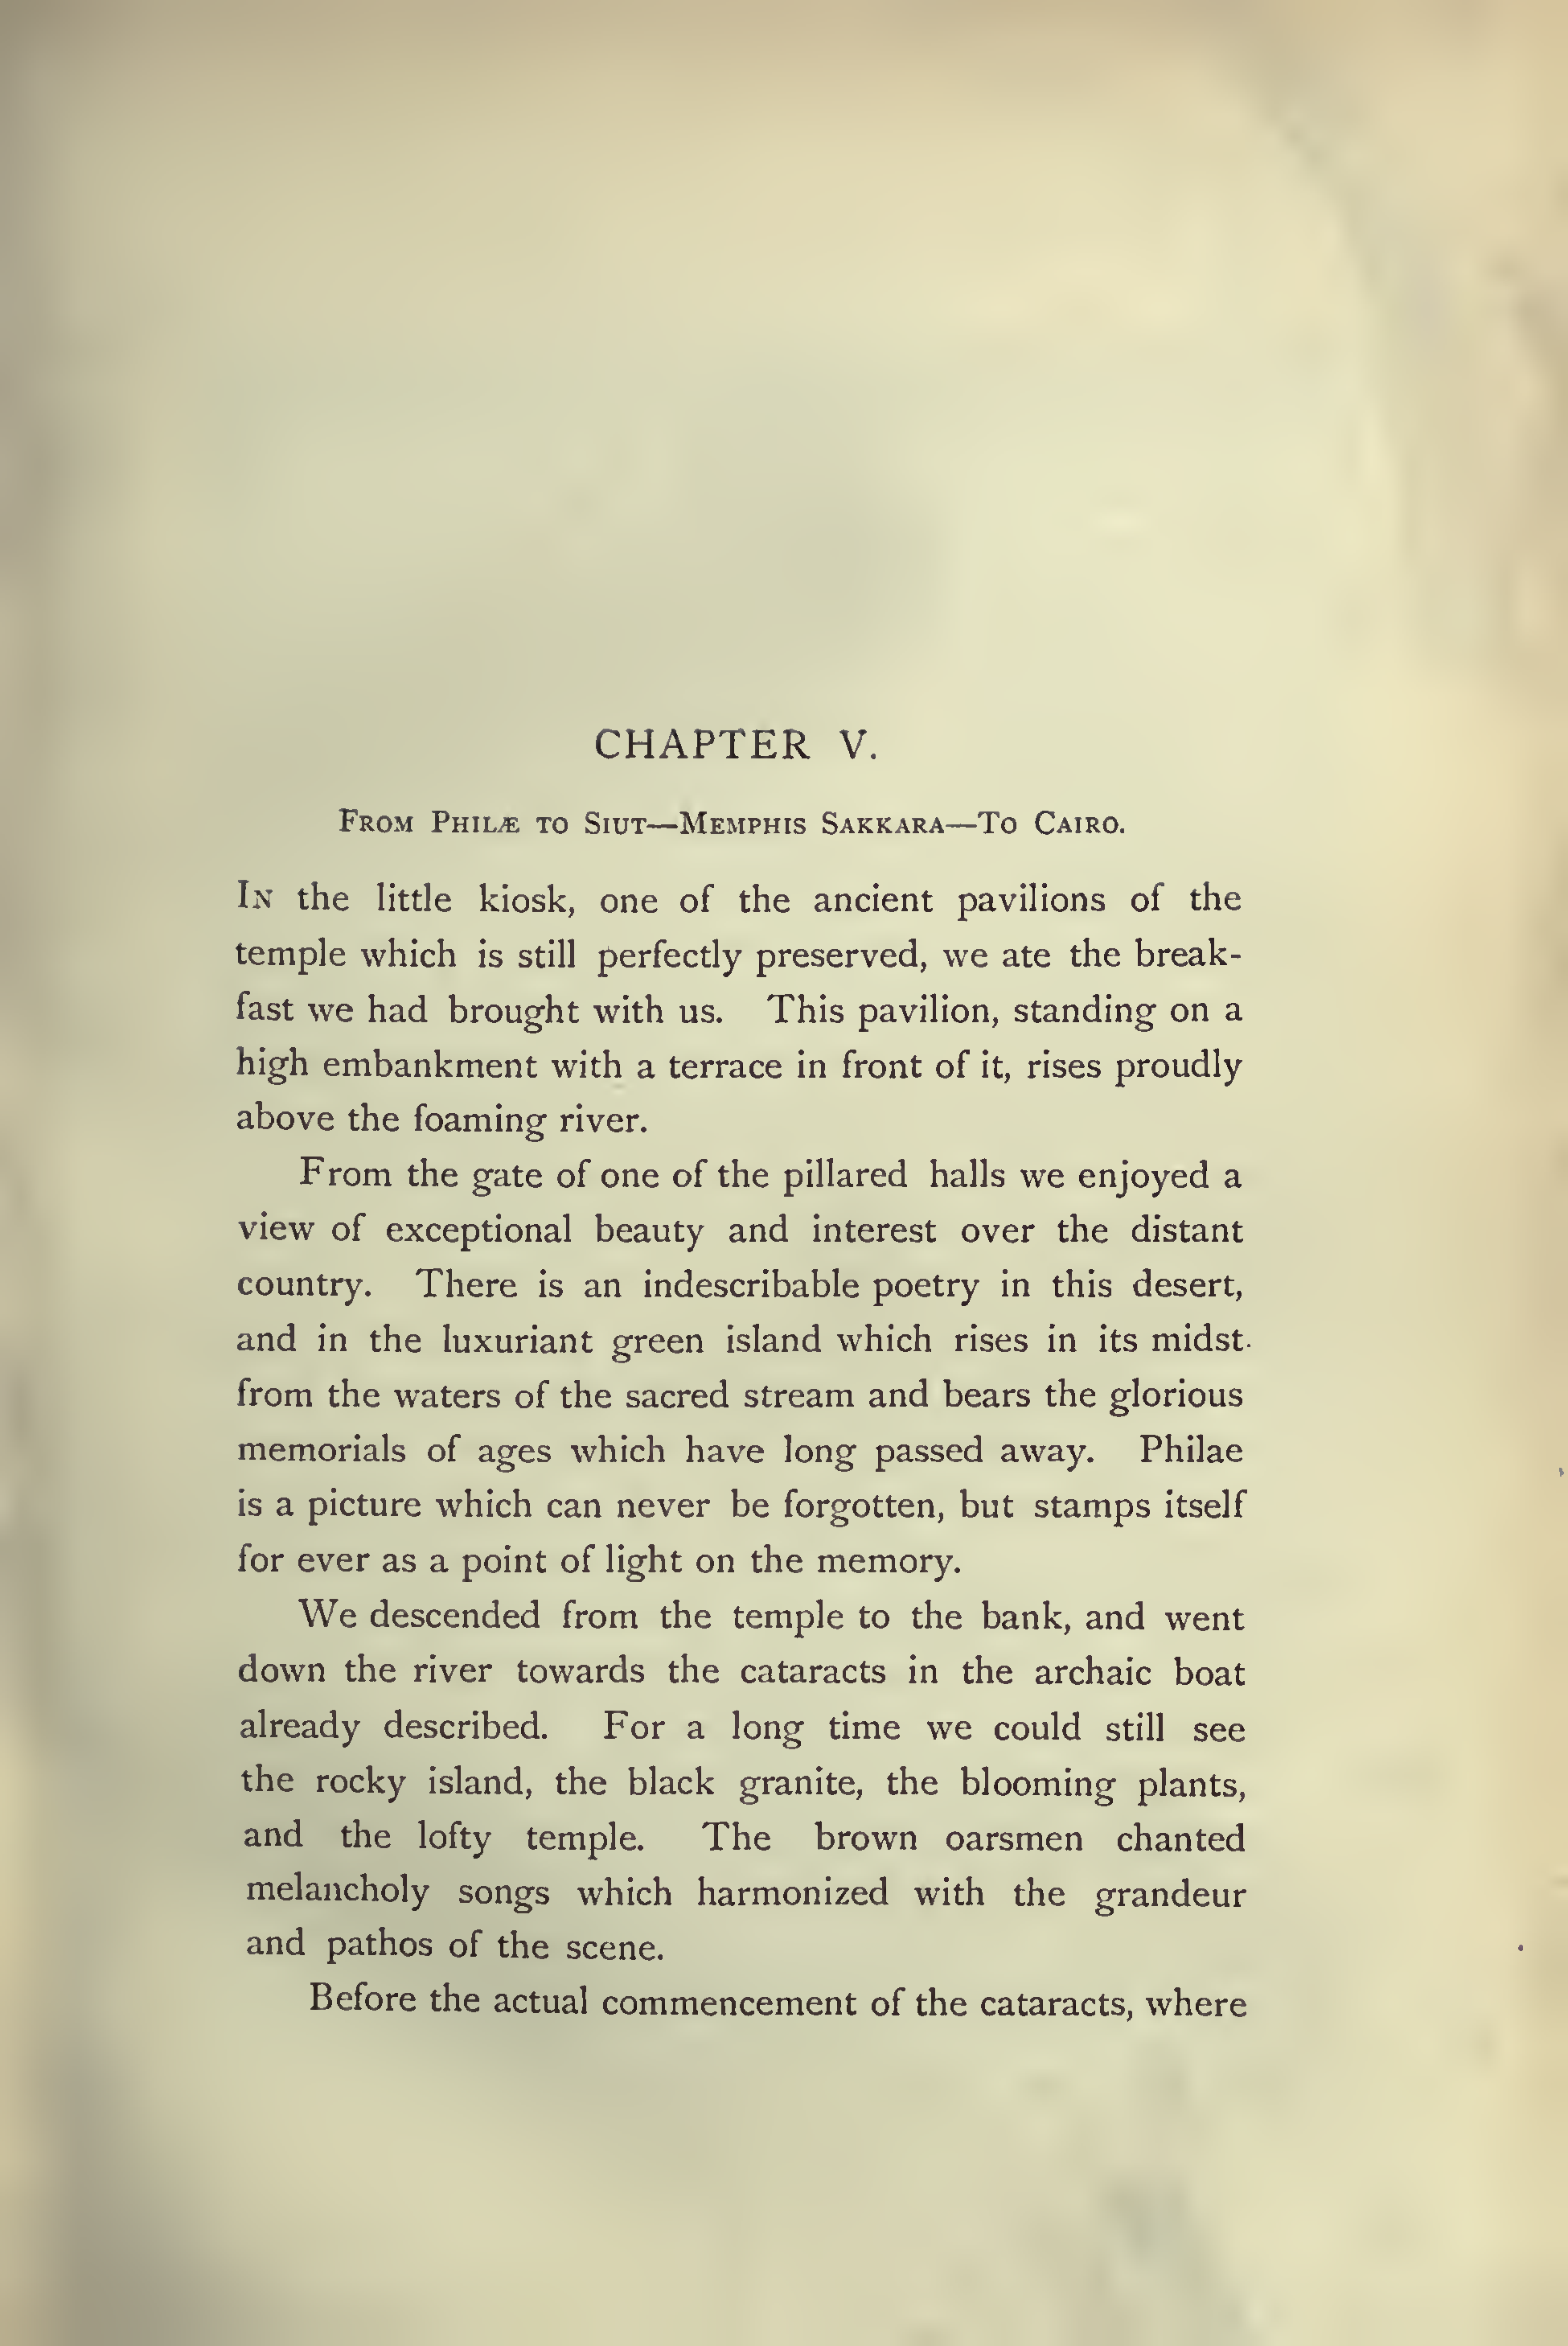 CHAPTER V.
From Philæ to Siut—Memphis Sakkara—To Cairo.
In the little kiosk, one of the ancient pavilions of the
temple which is still perfectly preserved, we ate the break-
fast we had brought with us. This pavilion, standing on a
high embankment with a terrace in front of it, rises proudly
above the foaming river.
From the gate of one of the pillared halls we enjoyed a
view of exceptional beauty and interest over the distant
country. There is an indescribable poetry in this desert,
and in the luxuriant green island which rises in its midst.
from the waters of the sacred stream and bears the glorious
memorials of ages which have long passed away. Philae
is a picture which can never be forgotten, but stamps itself
for ever as a point of light on the memory.
We descended from the temple to the bank, and went
down the river towards the cataracts in the archaic boat
already described. For a long time we could still see
the rocky island, the black granite, the blooming plants,
and the lofty temple. The brown oarsmen chanted
melancholy songs which harmonized with the grandeur
and pathos of the scene.
Before the actual commencement of the cataracts, where